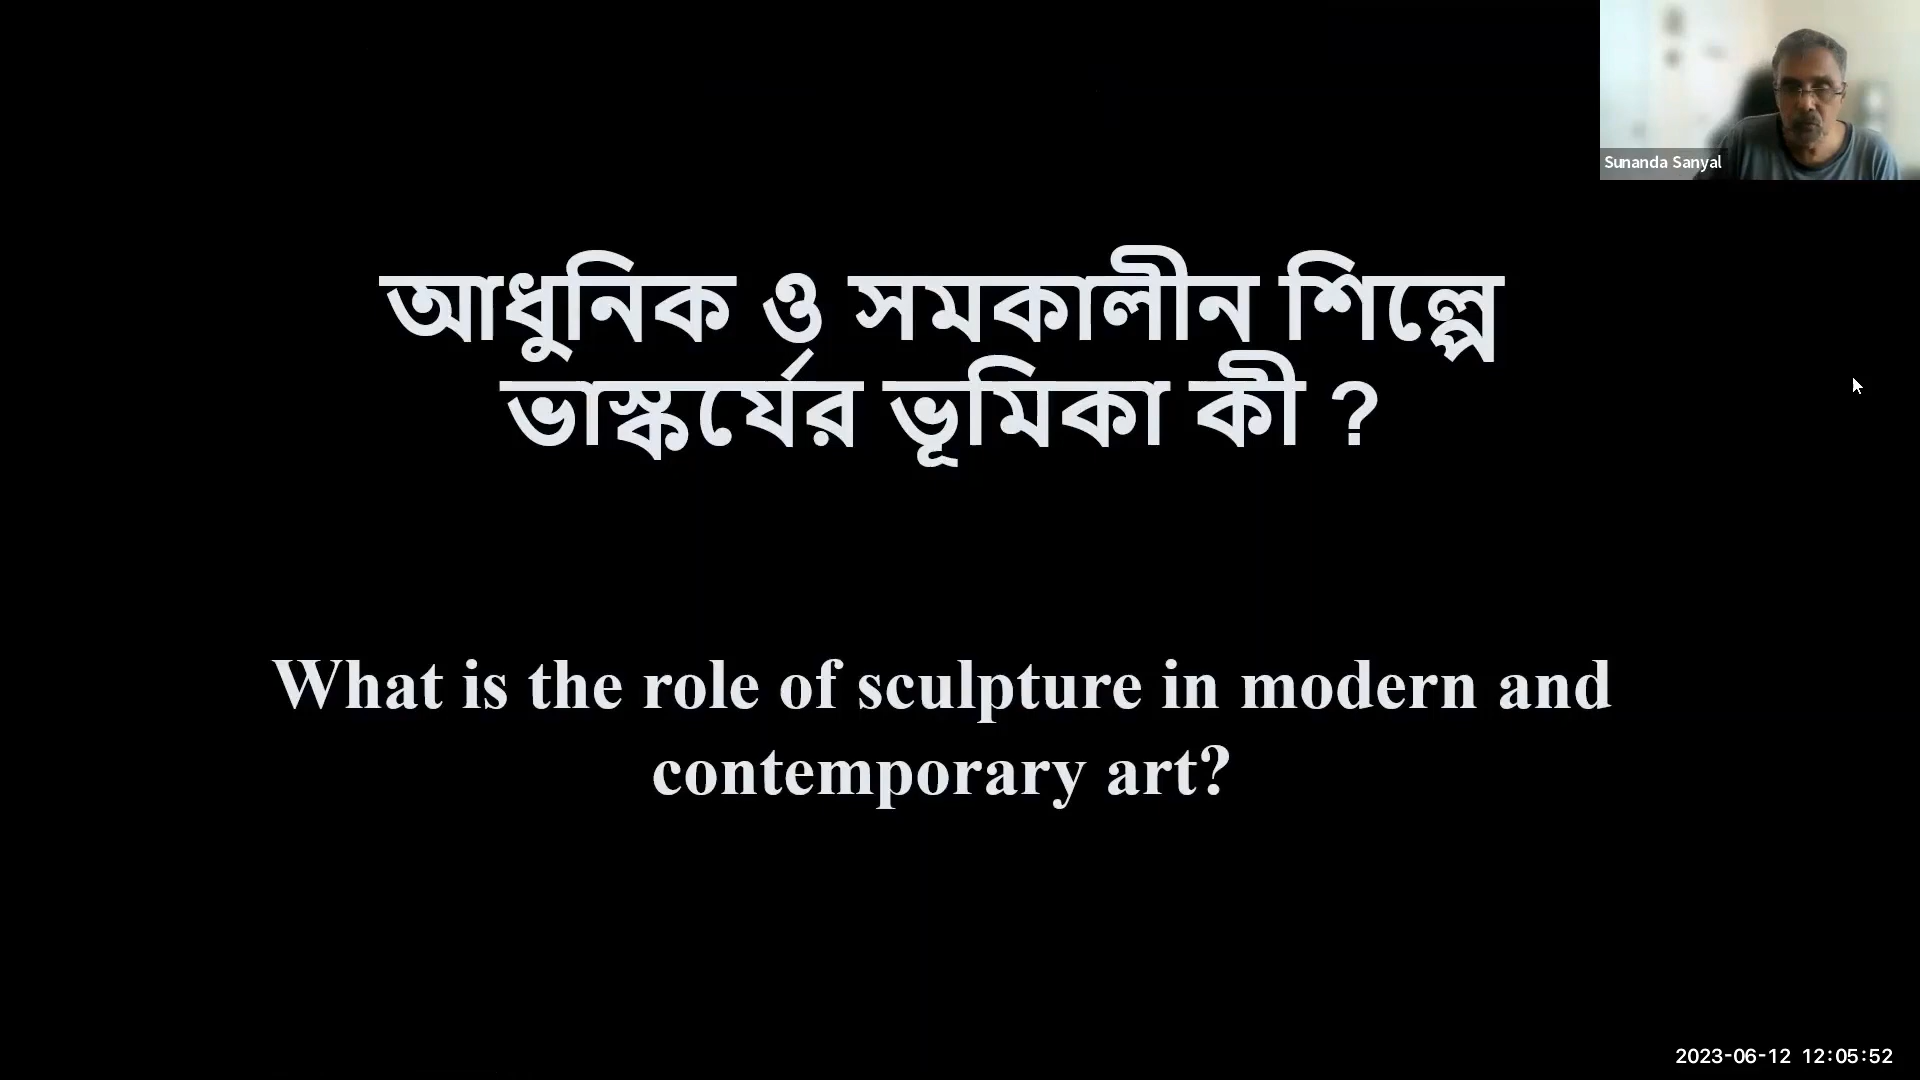 Sunanda Sanyal
আধুনিক ও সমকালীন শিল্পে
ভাস্কর্যের ভূমিকা কী ?
What is the role of sculpture in modern and
contemporary art?
2023-06-12 12:05:52